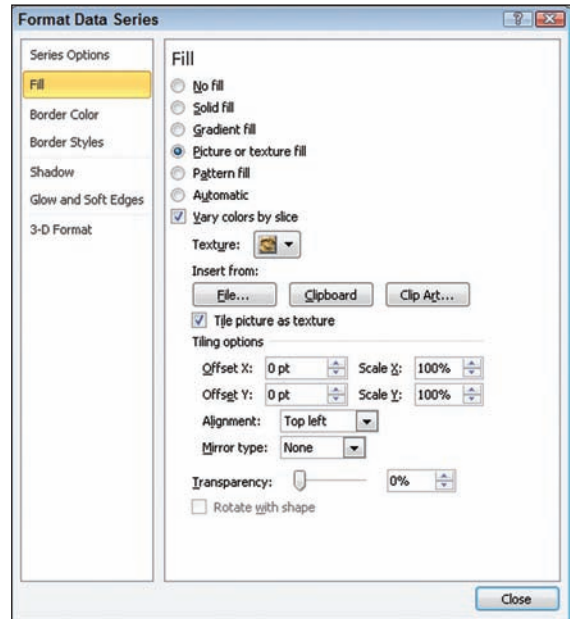 Format Data Series
Series Options
Fill
Border Color
Border Styles
Shadow
Glow and Soft Edges
3-D Format
Fill
No fill
Solid fill
Gradient fill
Picture or texture fill
Pattern fill
Automatic
Vary colors by slice
Texture:
Insert from:
File... Clipboard Clip Art...
Tile picture as texture
Tiling options
Offset X: 0 pt Scale X: 100%
Offset Y: 0 pt Scale Y: 100%
Alignment: Top left
Mirror type: None
Transparency: 0%
Rotate with shape
Close